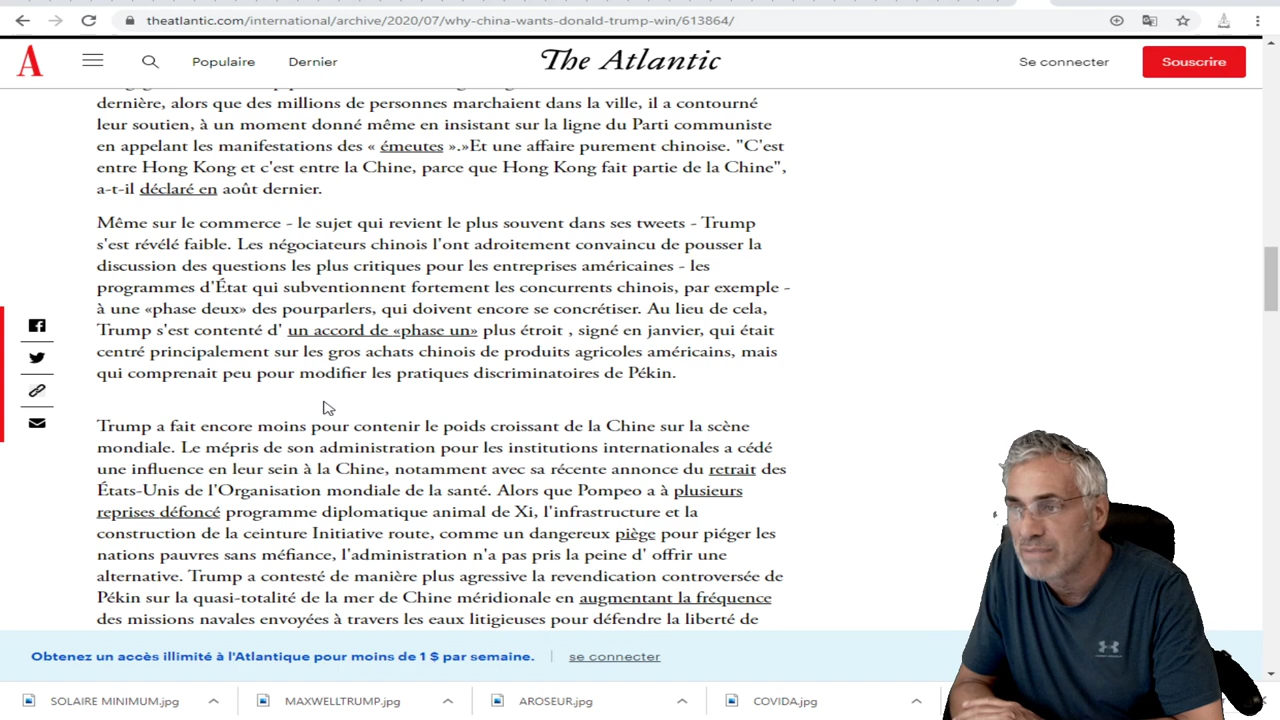 theatlantic.com/international/archive/2020/07/why-china-wants-donald-trump-win/613864/
A
Populaire
Dernier
The Atlantic
Se connecter
Souscrire
dernière, alors que des millions de personnes marchaient dans la ville, il a contourné
leur soutien, à un moment donné même en insistant sur la ligne du Parti communiste
en appelant les manifestations des « émeutes ».»Et une affaire purement chinoise. "C'est
entre Hong Kong et c'est entre la Chine, parce que Hong Kong fait partie de la Chine",
a-t-il déclaré en août dernier.
Même sur le commerce - le sujet qui revient le plus souvent dans ses tweets - Trump
s'est révélé faible. Les négociateurs chinois l'ont adroitement convaincu de pousser la
discussion des questions les plus critiques pour les entreprises américaines - les
programmes d'État qui subventionnent fortement les concurrents chinois, par exemple -
à une «phase deux» des pourparlers, qui doivent encore se concrétiser. Au lieu de cela,
Trump s'est contenté d' un accord de «phase un» plus étroit , signé en janvier, qui était
centré principalement sur les gros achats chinois de produits agricoles américains, mais
qui comprenait peu pour modifier les pratiques discriminatoires de Pékin.
Trump a fait encore moins pour contenir le poids croissant de la Chine sur la scène
mondiale. Le mépris de son administration pour les institutions internationales a cédé
une influence en leur sein à la Chine, notamment avec sa récente annonce du retrait des
États-Unis de l'Organisation mondiale de la santé. Alors que Pompeo a à plusieurs
reprises défoncé programme diplomatique animal de Xi, l'infrastructure et la
construction de la ceinture Initiative route, comme un dangereux piège pour piéger les
nations pauvres sans méfiance, l'administration n'a pas pris la peine d' offrir une
alternative. Trump a contesté de manière plus agressive la revendication controversée de
Pékin sur la quasi-totalité de la mer de Chine méridionale en augmentant la fréquence
des missions navales envoyées à travers les eaux litigieuses pour défendre la liberté de
Obtenez un accès illimité à l'Atlantique pour moins de 1 $ par semaine.
se connecter
SOLAIRE MINIMUM.jpg
MAXWELLTRUMP.jpg
AROSEUR.jpg
COVIDA.jpg